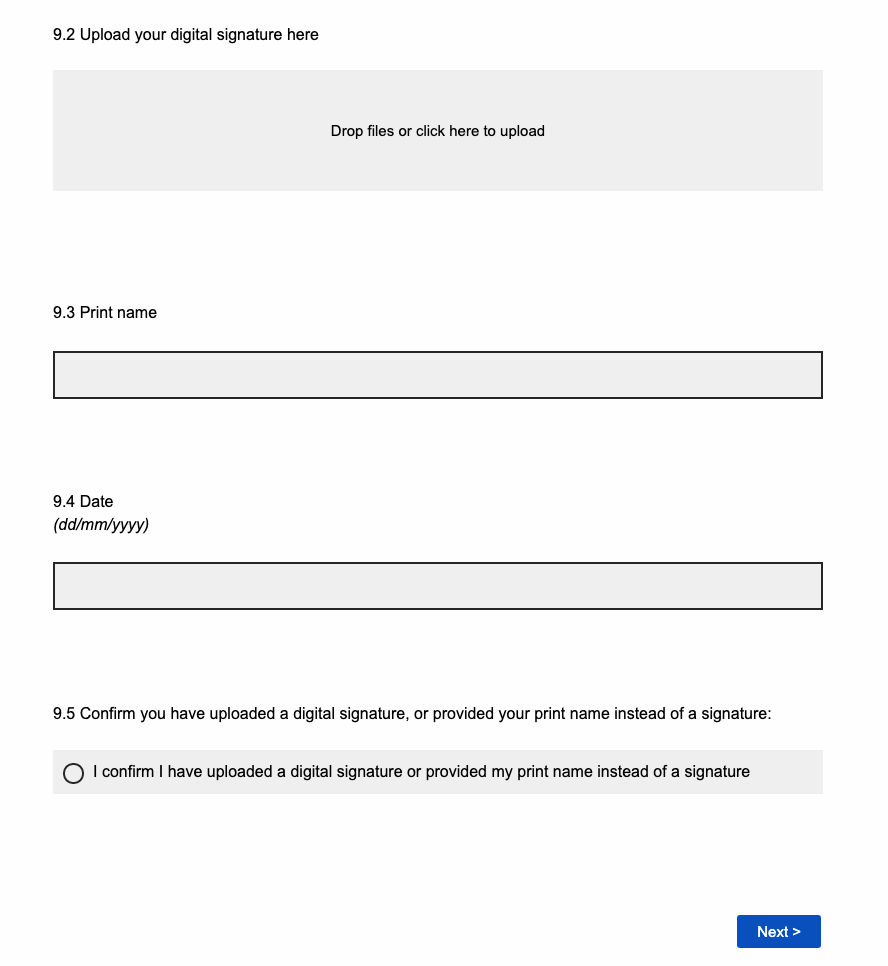 9.2 Upload your digital signature here
Drop files or click here to upload
9.3 Print name
9.4 Date
(dd/mm/yyyy)
9.5 Confirm you have uploaded a digital signature, or provided your print name instead of a signature:
I confirm I have uploaded a digital signature or provided my print name instead of a signature
Next >